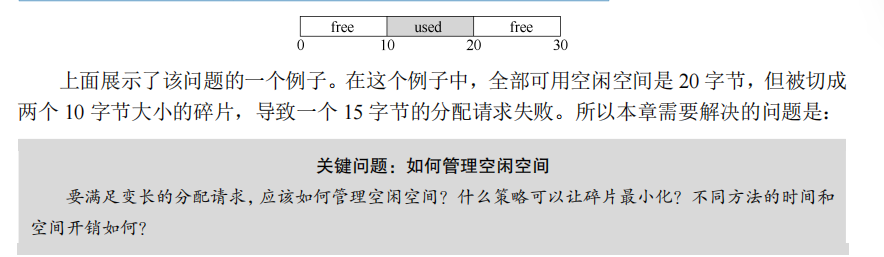 free used free
0 10 20 30
上面展示了该问题的一个例子。在这个例子中，全部可用空闲空间是 20 字节，但被切成
两个 10 字节大小的碎片，导致一个 15 字节的分配请求失败。所以本章需要解决的问题是：
关键问题：如何管理空闲空间
要满足变长的分配请求，应该如何管理空闲空间？什么策略可以让碎片最小化？不同方法的时间和
空间开销如何？